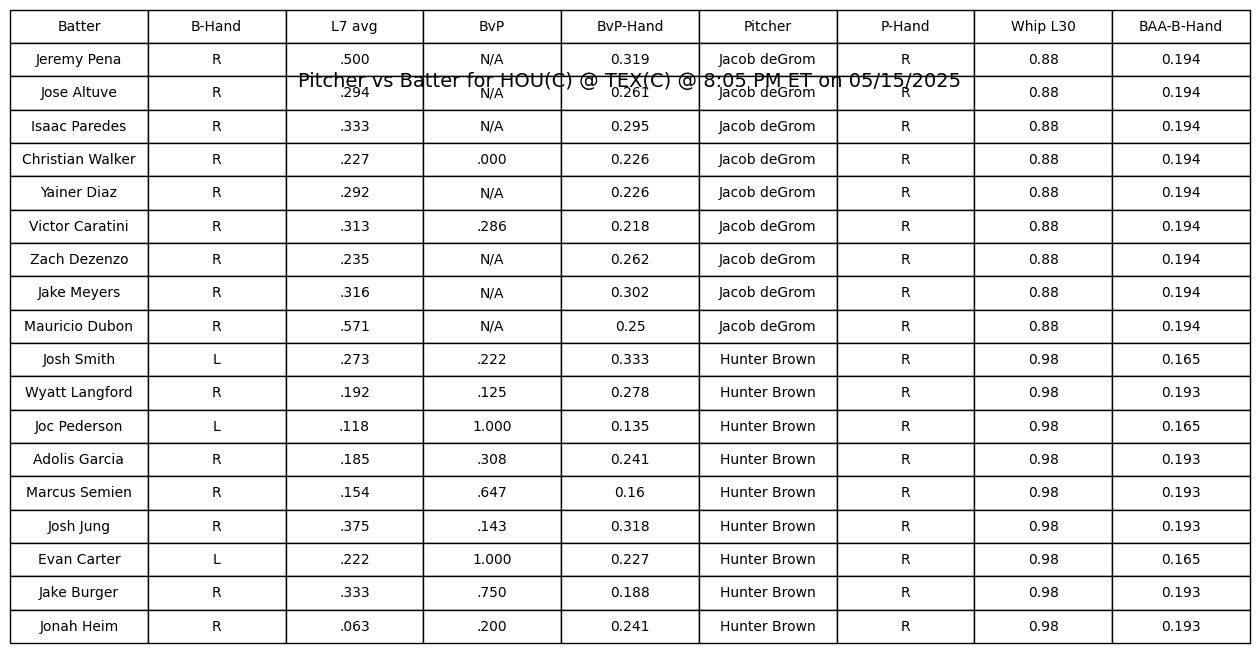 Batter B-Hand L7 avg BvP BvP-Hand Pitcher P-Hand Whip L30 BAA-B-Hand
Jeremy Pena R .500 N/A 0.319 Jacob deGrom R 0.88 0.194
Pitcher vs Batter for HOU(C) @ TEX(C) @ 8:05 PM ET on 05/15/2025
Jose Altuve R .294 N/A 0.261 Jacob deGrom R 0.88 0.194
Isaac Paredes R .333 N/A 0.295 Jacob deGrom R 0.88 0.194
Christian Walker R .227 .000 0.226 Jacob deGrom R 0.88 0.194
Yainer Diaz R .292 N/A 0.226 Jacob deGrom R 0.88 0.194
Victor Caratini R .313 .286 0.218 Jacob deGrom R 0.88 0.194
Zach Dezenzo R .235 N/A 0.262 Jacob deGrom R 0.88 0.194
Jake Meyers R .316 N/A 0.302 Jacob deGrom R 0.88 0.194
Mauricio Dubon R .571 N/A 0.25 Jacob deGrom R 0.88 0.194
Josh Smith L .273 .222 0.333 Hunter Brown R 0.98 0.165
Wyatt Langford R .192 .125 0.278 Hunter Brown R 0.98 0.193
Joc Pederson L .118 1.000 0.135 Hunter Brown R 0.98 0.165
Adolis Garcia R .185 .308 0.241 Hunter Brown R 0.98 0.193
Marcus Semien R .154 .647 0.16 Hunter Brown R 0.98 0.193
Josh Jung R .375 .143 0.318 Hunter Brown R 0.98 0.193
Evan Carter L .222 1.000 0.227 Hunter Brown R 0.98 0.165
Jake Burger R .333 .750 0.188 Hunter Brown R 0.98 0.193
Jonah Heim R .063 .200 0.241 Hunter Brown R 0.98 0.193